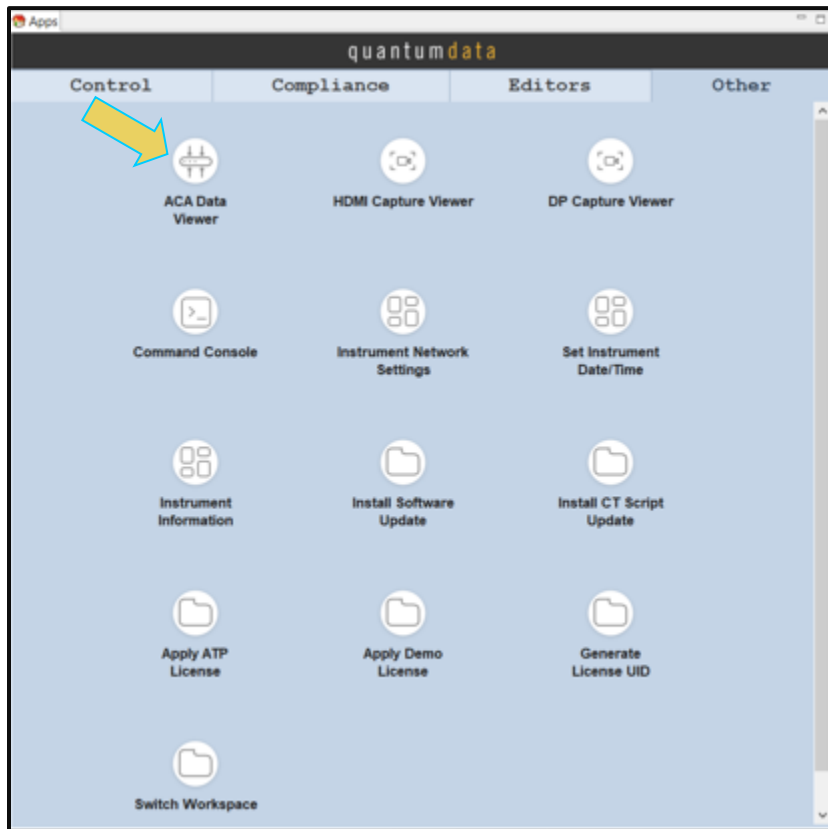 Apps
quantumdata
Control Compliance Editors Other
ACA Data HDMI Capture Viewer DP Capture Viewer
Viewer
Command Console Instrument Network Set Instrument
Settings Date/Time
Instrument Install Software Install CT Script
Information Update Update
Apply ATP Apply Demo Generate
License License License UID
Switch Workspace